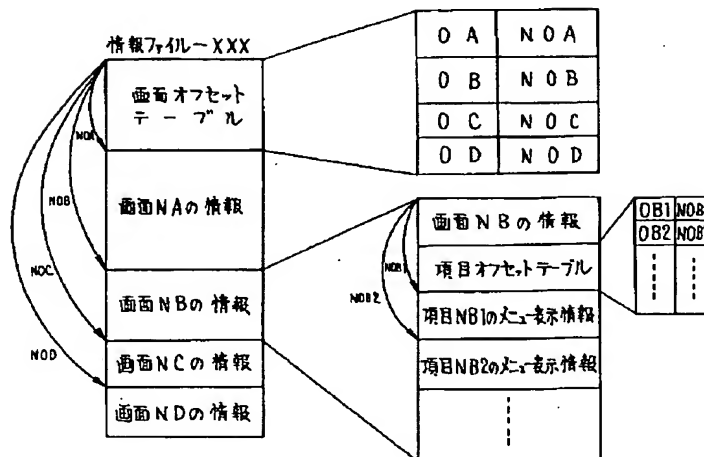 情報ファイル～XXX
画面オフセット
テーブル
画面NAの情報
画面NBの情報
画面NCの情報
画面NDの情報
NOA
NOB
NOC
NOD
OA NOA
OB NOB
OC NOC
OD NOD
画面NBの情報
項目オフセットテーブル
項目NB1のメニュー表示情報
項目NB2のメニュー表示情報
NOB1
NOB2
OB1 NOB
OB2 NOB